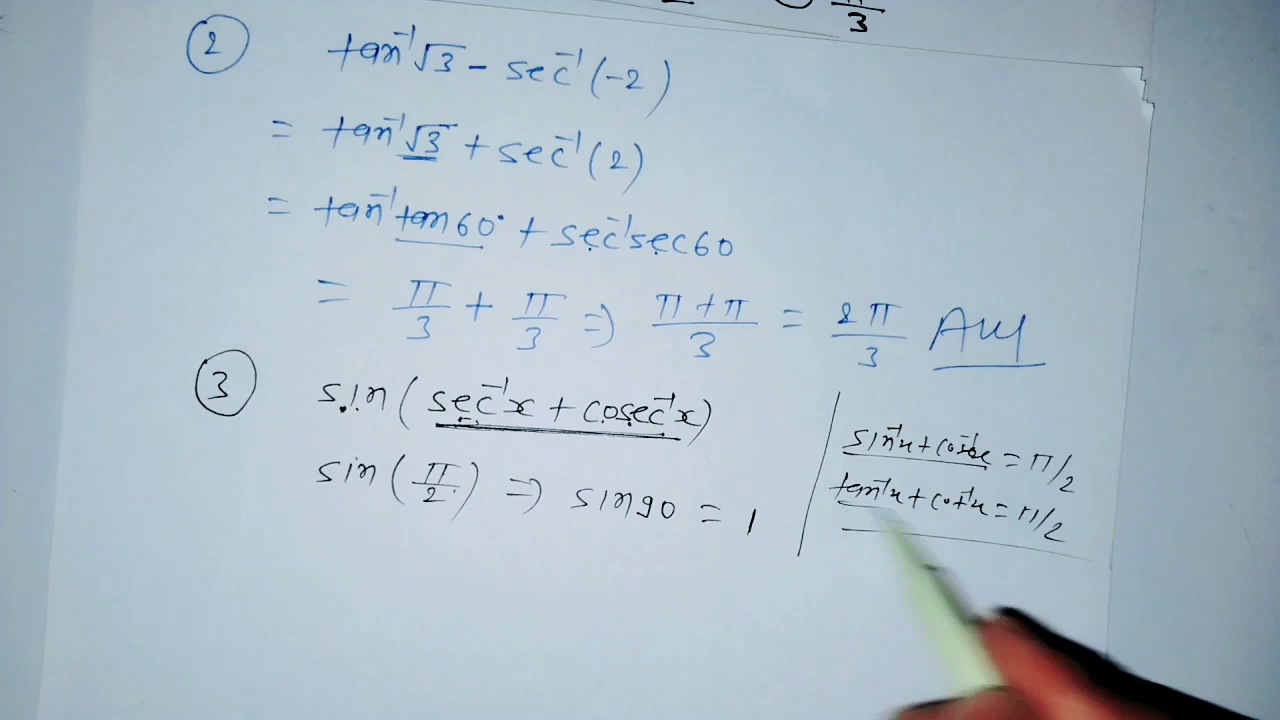 π/3
② tan⁻¹√3 - sec⁻¹(-2)
= tan⁻¹√3 + sec⁻¹(2)
= tan⁻¹tan60° + sec⁻¹sec60
= π/3 + π/3 ⇒ π+π/3 = 2π/3 Ans
③ sin(sec⁻¹x + cosec⁻¹x)
sin(π/2) ⇒ sin90 = 1
sin⁻¹x + cos⁻¹x = π/2
tan⁻¹x + cot⁻¹x = π/2